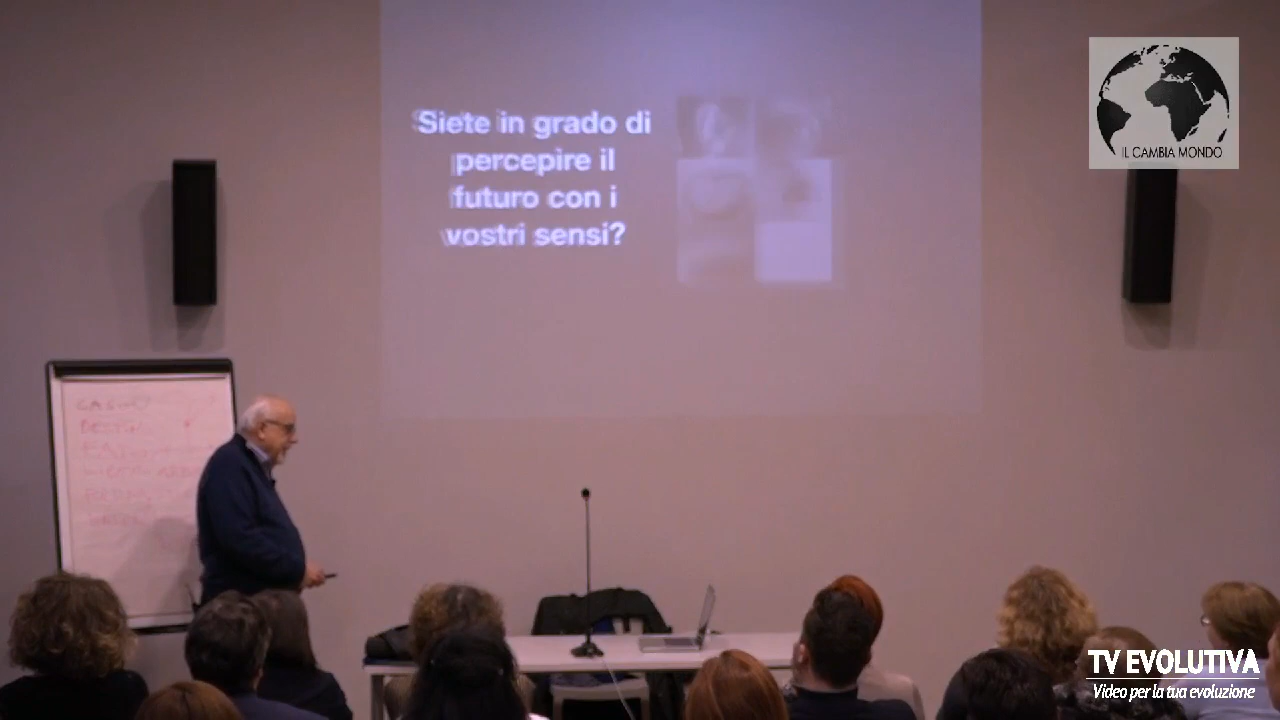 Siete in grado di
percepire il
futuro con i
vostri sensi?
IL CAMBIA MONDO
TV EVOLUTIVA
Video per la tua evoluzione